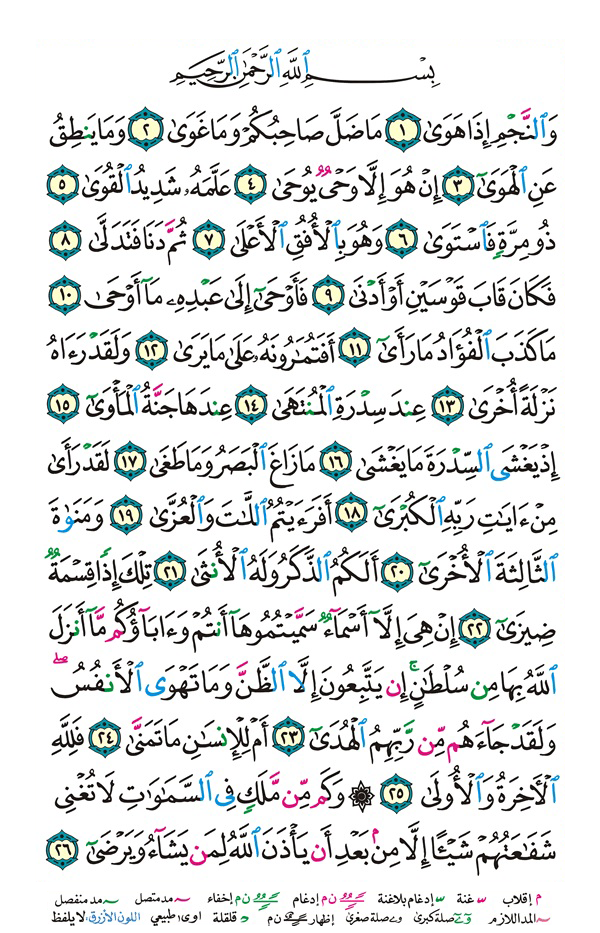 بِسْمِ ٱللَّهِ ٱلرَّحْمَٰنِ ٱلرَّحِيمِ
وَٱلنَّجْمِ إِذَا هَوَىٰ ١ مَا ضَلَّ صَاحِبُكُمْ وَمَا غَوَىٰ ٢ وَمَا يَنطِقُ
عَنِ ٱلْهَوَىٰٓ ٣ إِنْ هُوَ إِلَّا وَحْىٌ يُوحَىٰ ٤ عَلَّمَهُۥ شَدِيدُ ٱلْقُوَىٰ ٥
ذُو مِرَّةٍ فَٱسْتَوَىٰ ٦ وَهُوَ بِٱلْأُفُقِ ٱلْأَعْلَىٰ ٧ ثُمَّ دَنَا فَتَدَلَّىٰ ٨
فَكَانَ قَابَ قَوْسَيْنِ أَوْ أَدْنَىٰ ٩ فَأَوْحَىٰٓ إِلَىٰ عَبْدِهِۦ مَآ أَوْحَىٰ ١٠
مَا كَذَبَ ٱلْفُؤَادُ مَا رَأَىٰٓ ١١ أَفَتُمَٰرُونَهُۥ عَلَىٰ مَا يَرَىٰ ١٢ وَلَقَدْ رَءَاهُ
نَزْلَةً أُخْرَىٰ ١٣ عِندَ سِدْرَةِ ٱلْمُنتَهَىٰ ١٤ عِندَهَا جَنَّةُ ٱلْمَأْوَىٰٓ ١٥
إِذْ يَغْشَى ٱلسِّدْرَةَ مَا يَغْشَىٰ ١٦ مَا زَاغَ ٱلْبَصَرُ وَمَا طَغَىٰ ١٧ لَقَدْ رَأَىٰ
مِنْ ءَايَٰتِ رَبِّهِ ٱلْكُبْرَىٰٓ ١٨ أَفَرَءَيْتُمُ ٱللَّٰتَ وَٱلْعُزَّىٰ ١٩ وَمَنَوٰةَ
ٱلثَّالِثَةَ ٱلْأُخْرَىٰٓ ٢٠ أَلَكُمُ ٱلذَّكَرُ وَلَهُ ٱلْأُنثَىٰ ٢١ تِلْكَ إِذًا قِسْمَةٌ
ضِيزَىٰٓ ٢٢ إِنْ هِىَ إِلَّآ أَسْمَآءٌ سَمَّيْتُمُوهَآ أَنتُمْ وَءَابَآؤُكُم مَّآ أَنزَلَ
ٱللَّهُ بِهَا مِن سُلْطَٰنٍ ۚ إِن يَتَّبِعُونَ إِلَّا ٱلظَّنَّ وَمَا تَهْوَى ٱلْأَنفُسُ ۖ
وَلَقَدْ جَآءَهُم مِّن رَّبِّهِمُ ٱلْهُدَىٰٓ ٢٣ أَمْ لِلْإِنسَٰنِ مَا تَمَنَّىٰ ٢٤ فَلِلَّهِ
ٱلْءَاخِرَةُ وَٱلْأُولَىٰ ٢٥ ۞ وَكَم مِّن مَّلَكٍ فِى ٱلسَّمَٰوَٰتِ لَا تُغْنِى
شَفَٰعَتُهُمْ شَيْـًٔا إِلَّا مِنۢ بَعْدِ أَن يَأْذَنَ ٱللَّهُ لِمَن يَشَآءُ وَيَرْضَىٰٓ ٢٦
م إقلاب غنة إدغام بلاغنة ن م إدغام ن م إخفاء مد متصل مد منفصل
المد اللازم صلة كبرى صلة صغرى إظهار ن م قلقلة اوى طبيعي اللون الأزرق: لا يلفظ